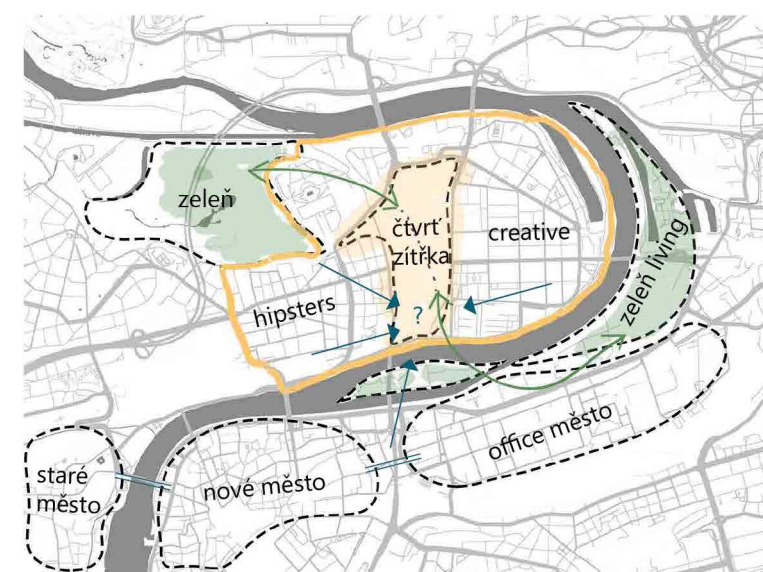 zeleň
čtvrť
zítřka
creative
zeleň living
hipsters
?
office město
staré
město
nové město